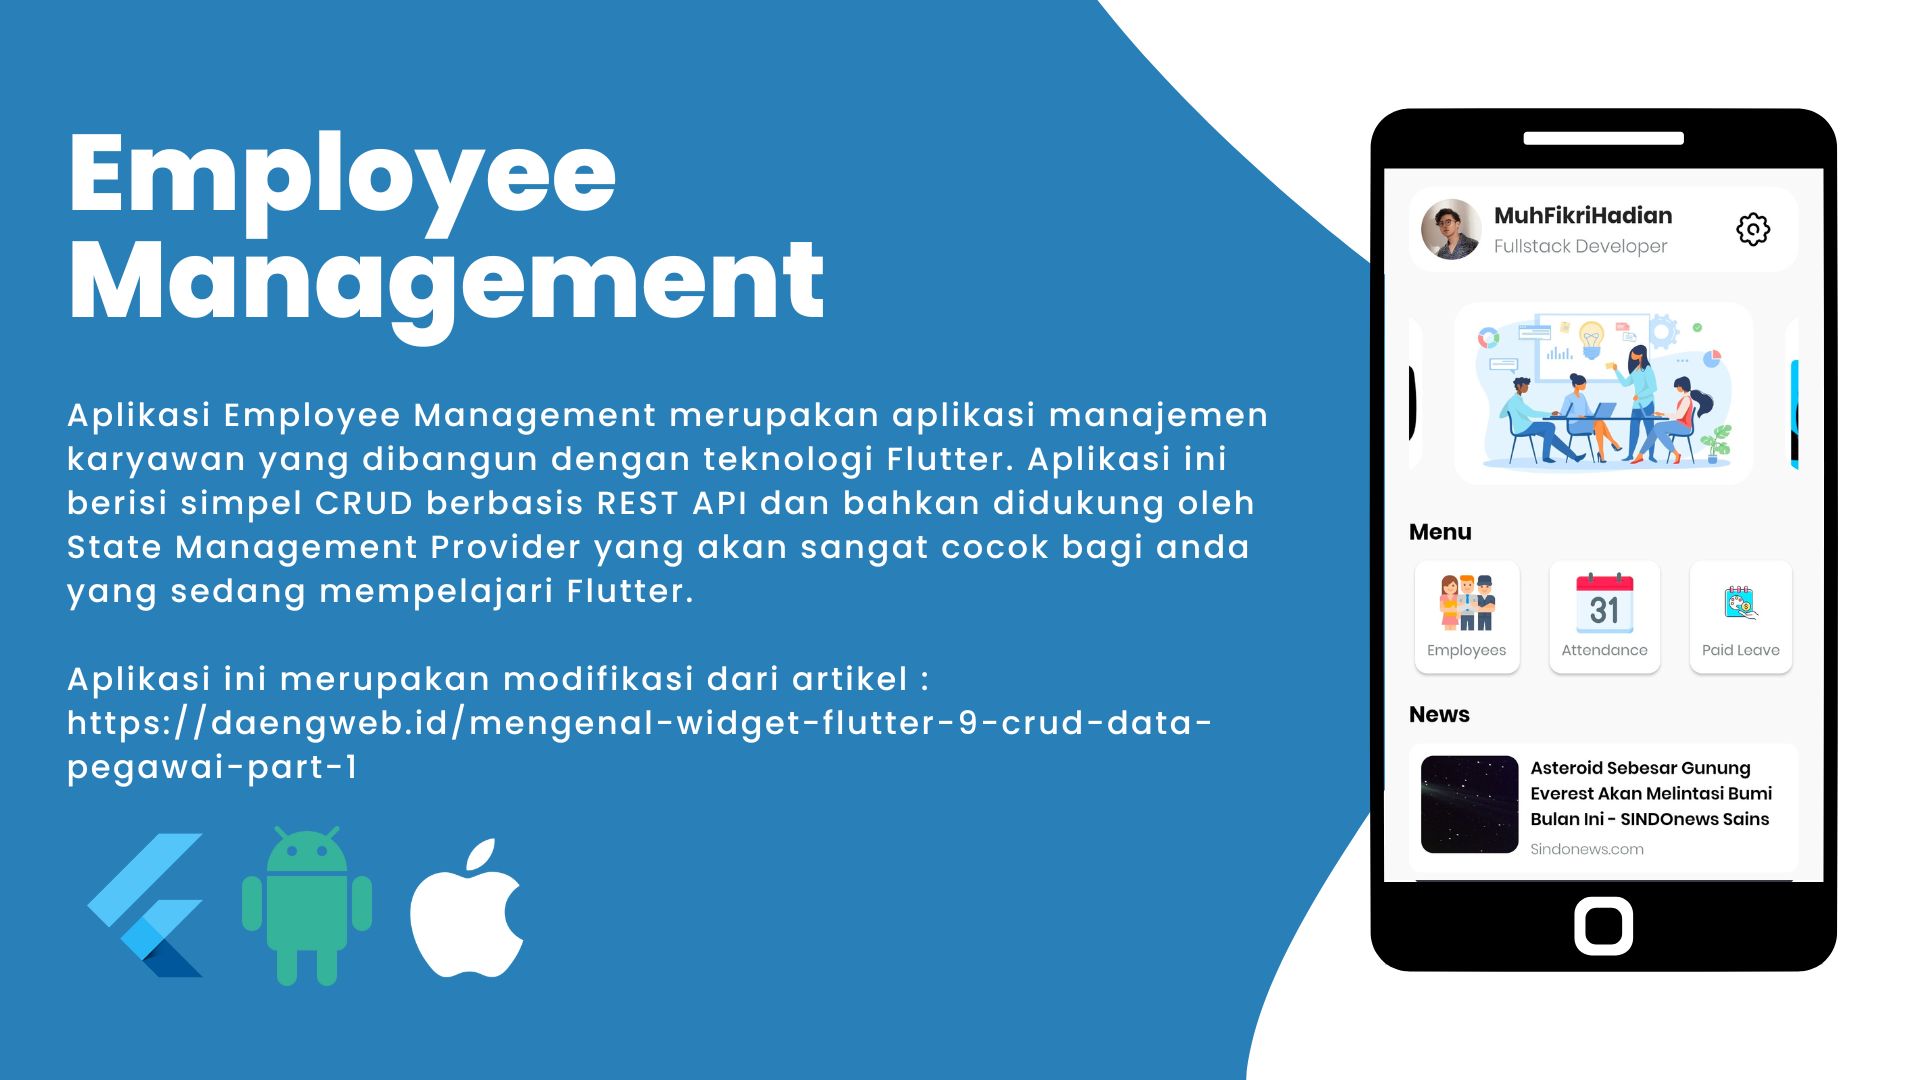 Employee
Management
Aplikasi Employee Management merupakan aplikasi manajemen
karyawan yang dibangun dengan teknologi Flutter. Aplikasi ini
berisi simpel CRUD berbasis REST API dan bahkan didukung oleh
State Management Provider yang akan sangat cocok bagi anda
yang sedang mempelajari Flutter.
Aplikasi ini merupakan modifikasi dari artikel :
https://daengweb.id/mengenal-widget-flutter-9-crud-data-
pegawai-part-1
MuhFikriHadian
Fullstack Developer
Menu
31
Employees
Attendance
Paid Leave
News
Asteroid Sebesar Gunung
Everest Akan Melintasi Bumi
Bulan Ini - SINDOnews Sains
Sindonews.com